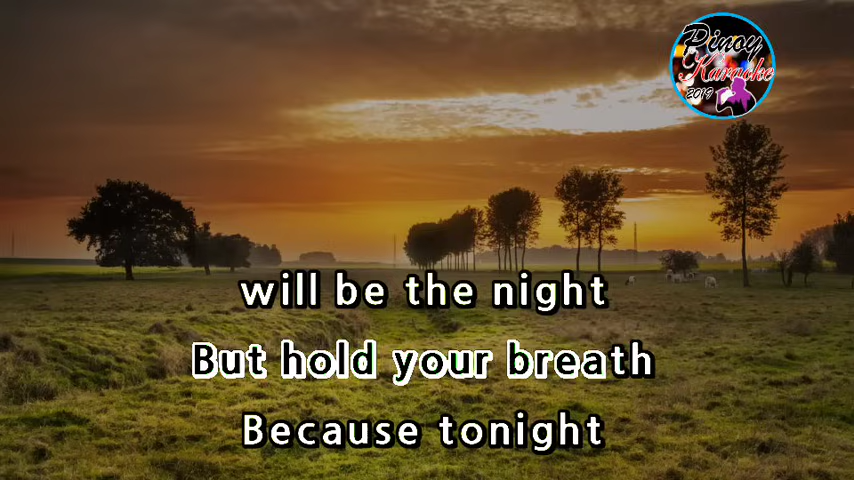 Pinoy
Karaoke
2019
will be the night
But hold your breath
Because tonight